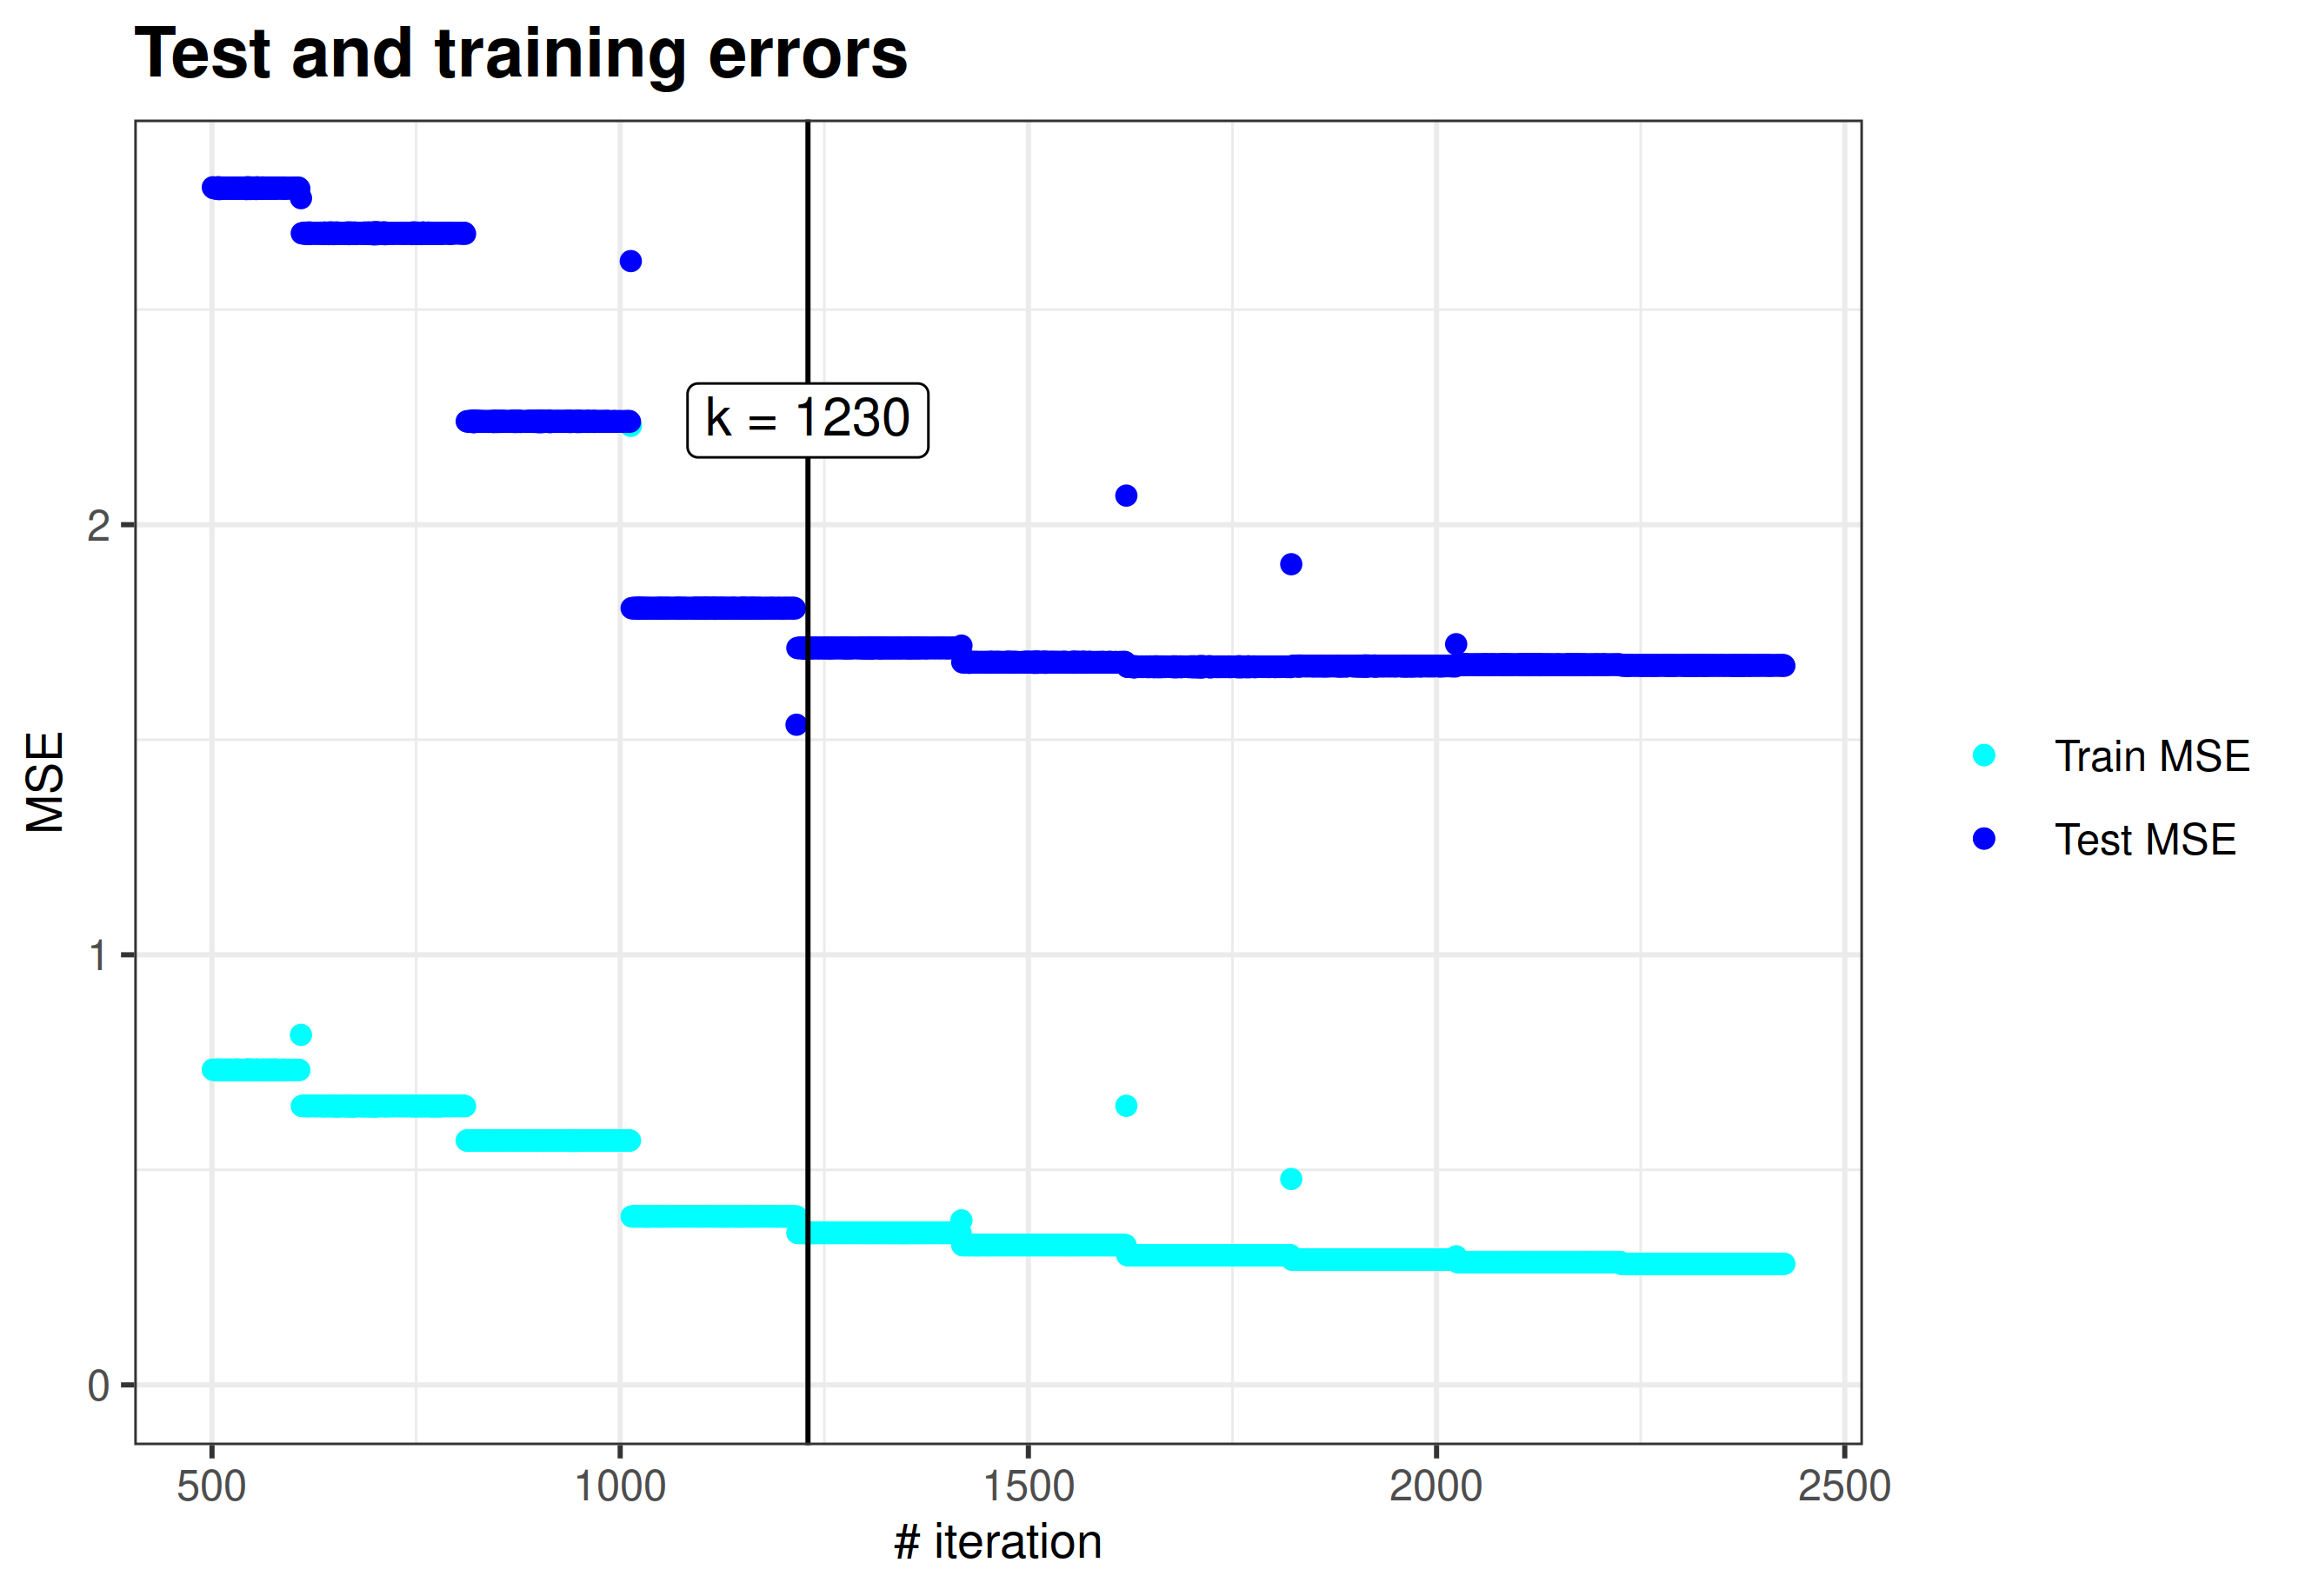 Test and training errors
k = 1230
2
1
0
MSE
500 1000 1500 2000 2500
# iteration
Train MSE
Test MSE